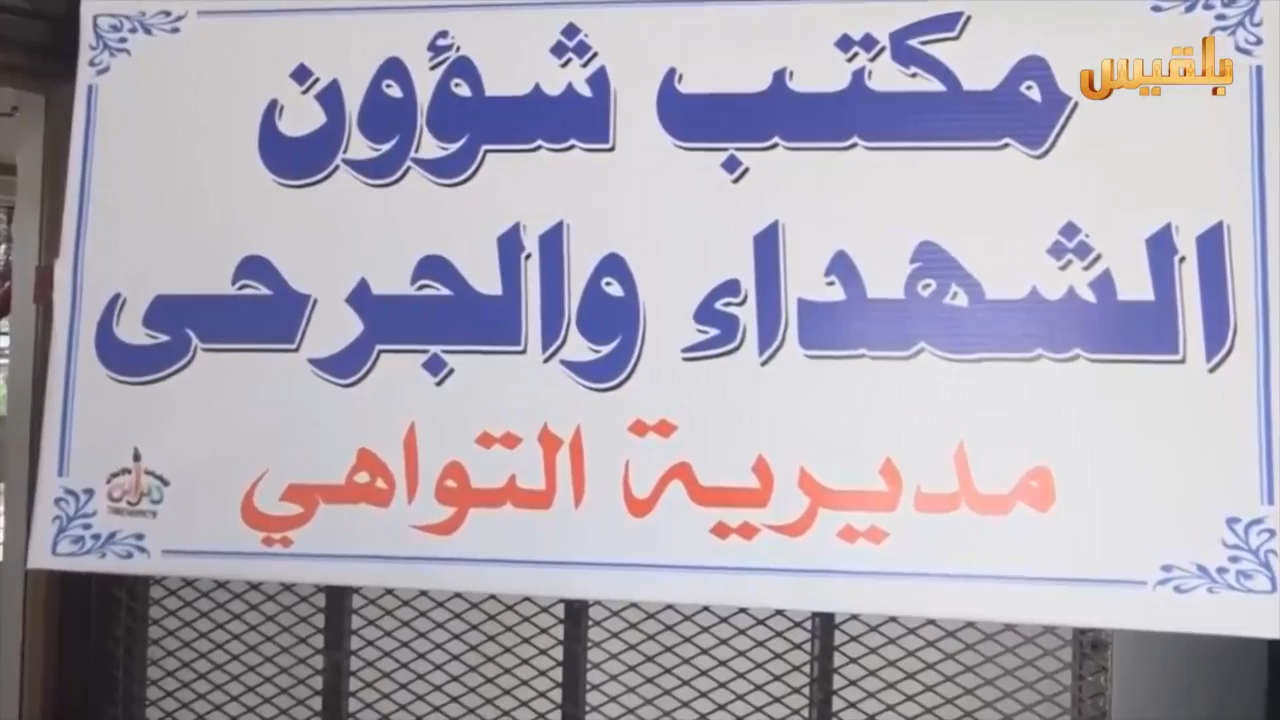 بلقيس
مكتب شؤون
الشهداء والجرحى
مديرية التواهي